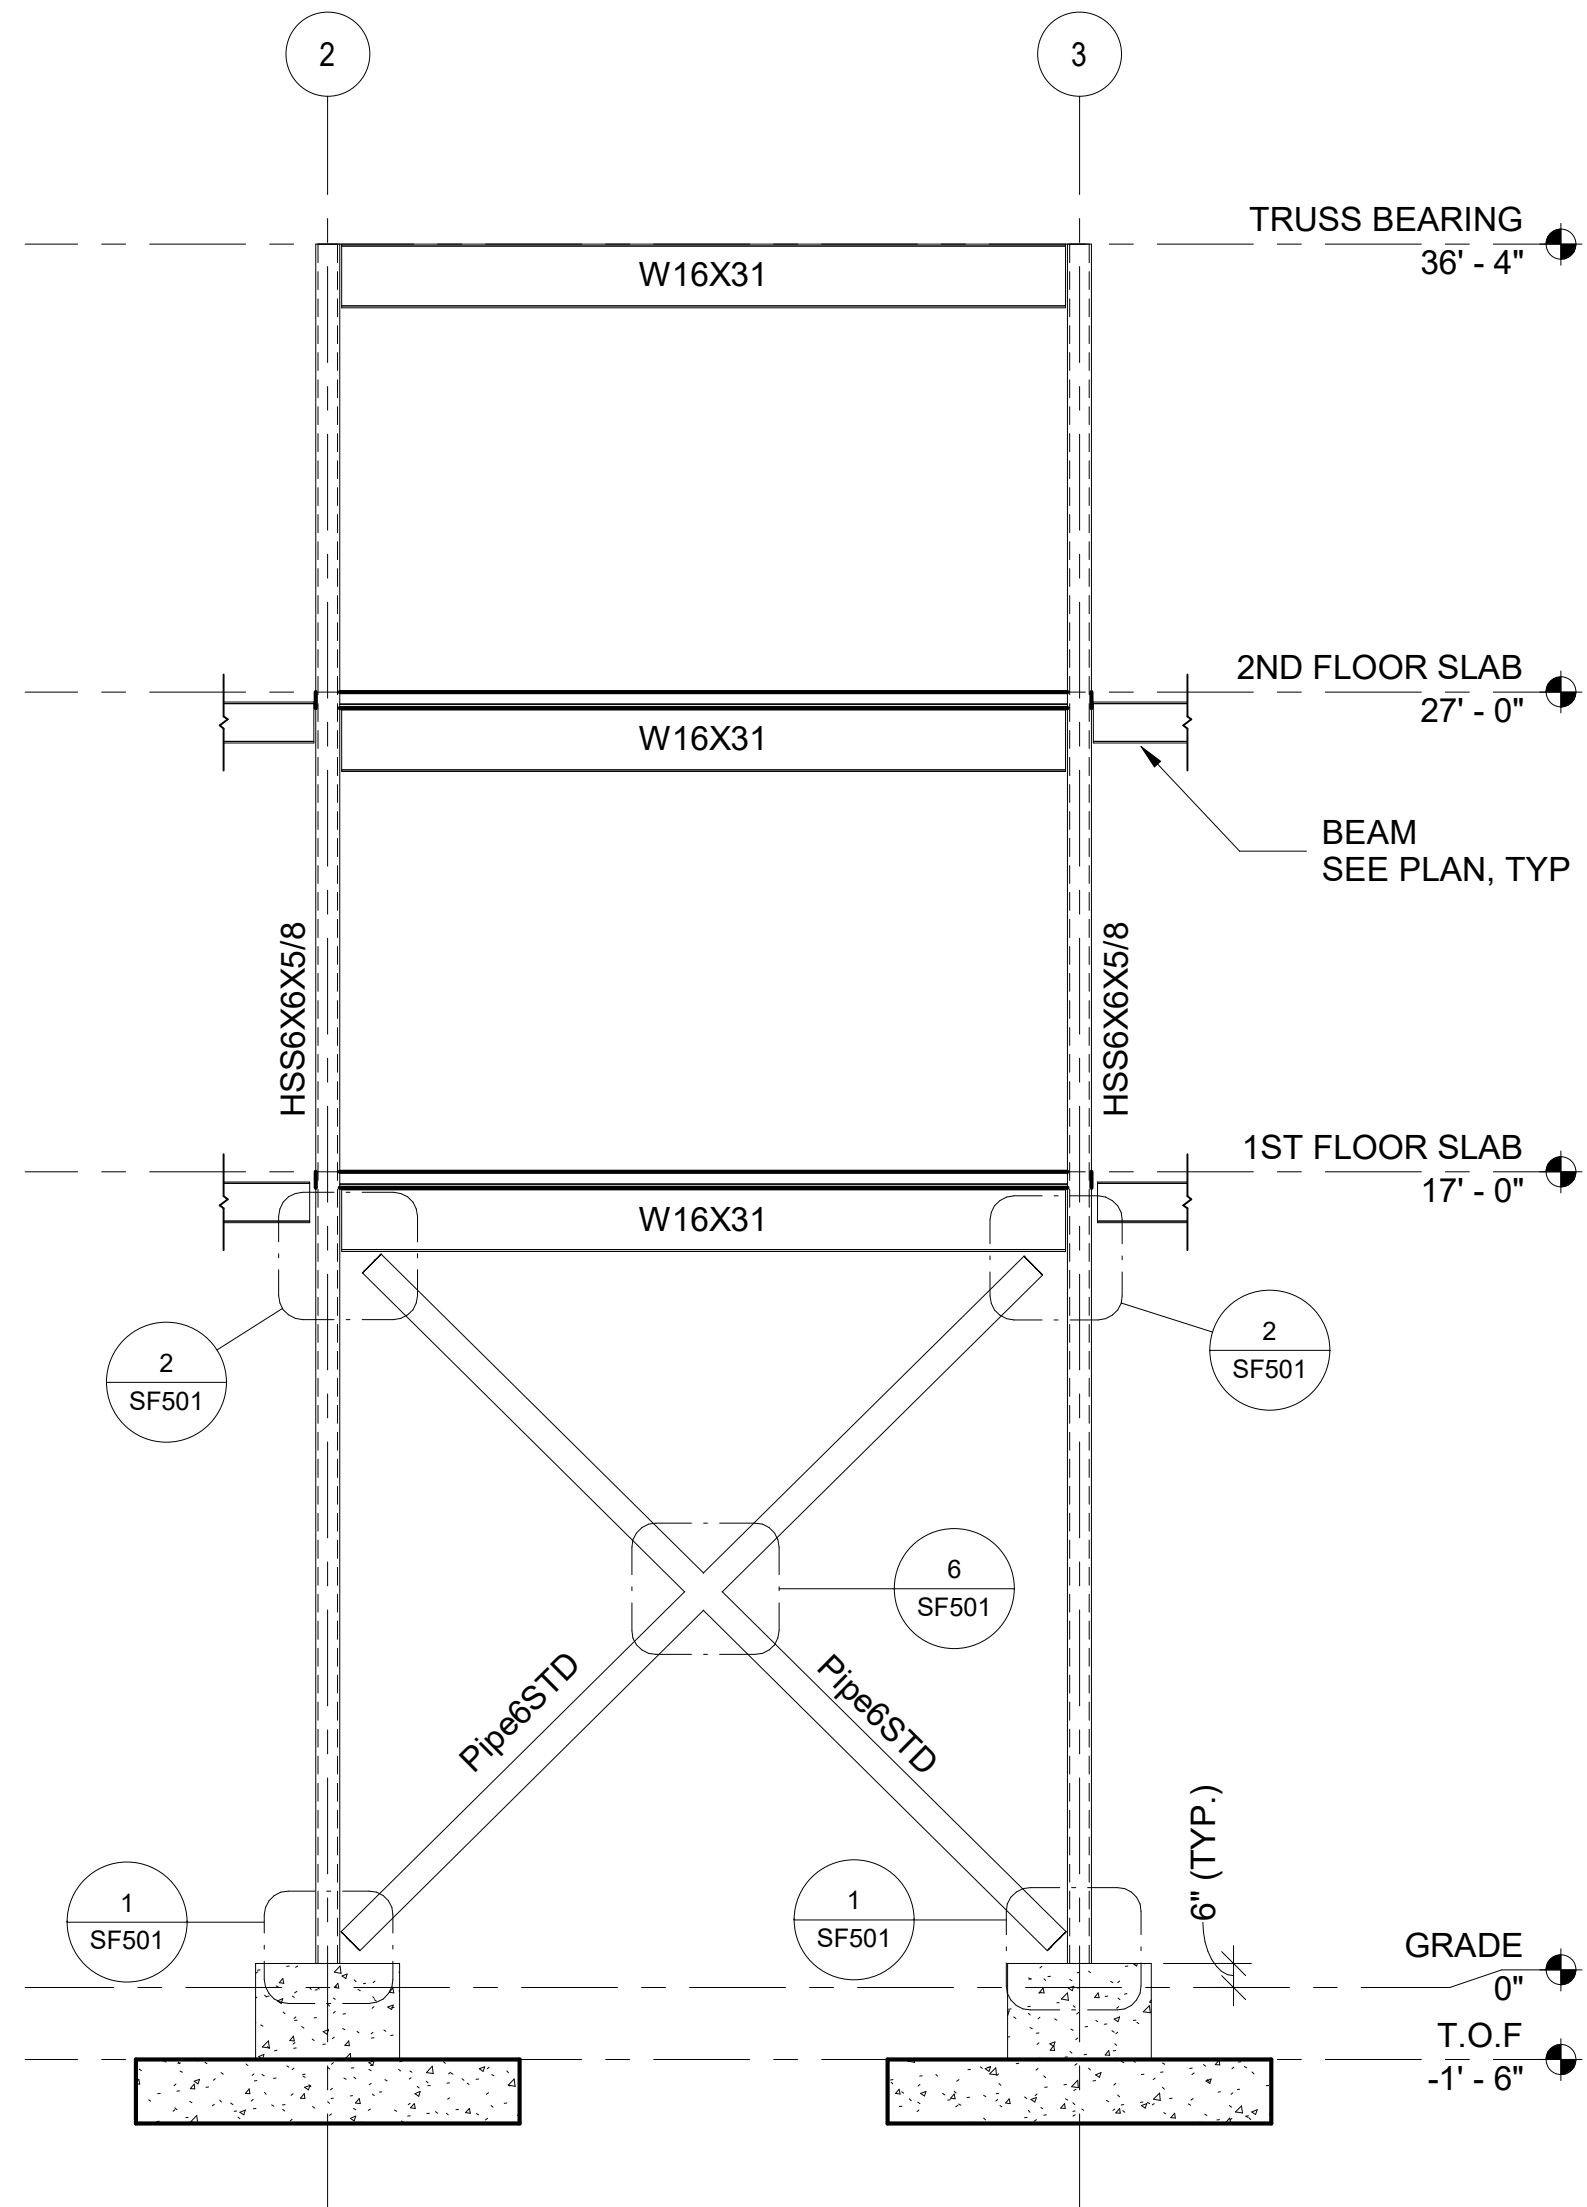 2
3
TRUSS BEARING
36' - 4"
W16X31
2ND FLOOR SLAB
27' - 0"
W16X31
BEAM
SEE PLAN, TYP
HSS6X6X5/8
HSS6X6X5/8
1ST FLOOR SLAB
17' - 0"
W16X31
2
SF501
2
SF501
6
SF501
Pipe6STD
Pipe6STD
6" (TYP.)
1
SF501
1
SF501
GRADE
0"
T.O.F
-1' - 6"